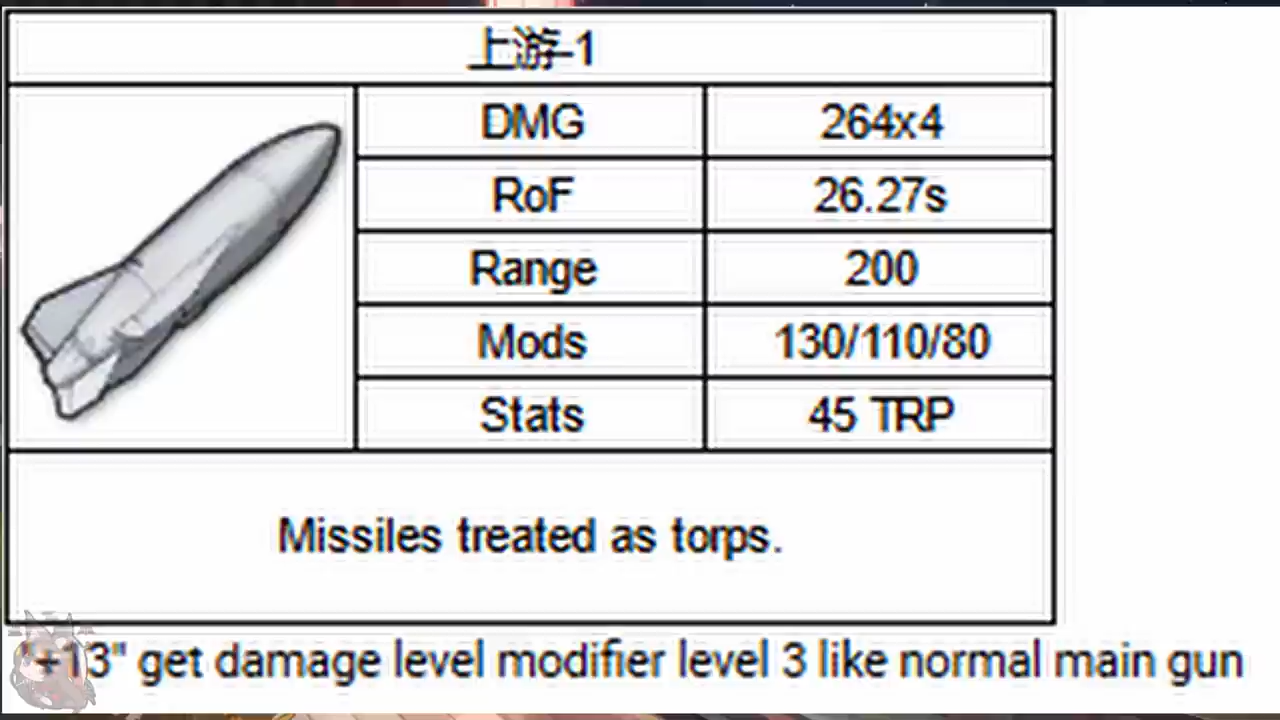 上游-1
DMG 264x4
RoF 26.27s
Range 200
Mods 130/110/80
Stats 45 TRP
Missiles treated as torps.
"+13" get damage level modifier level 3 like normal main gun